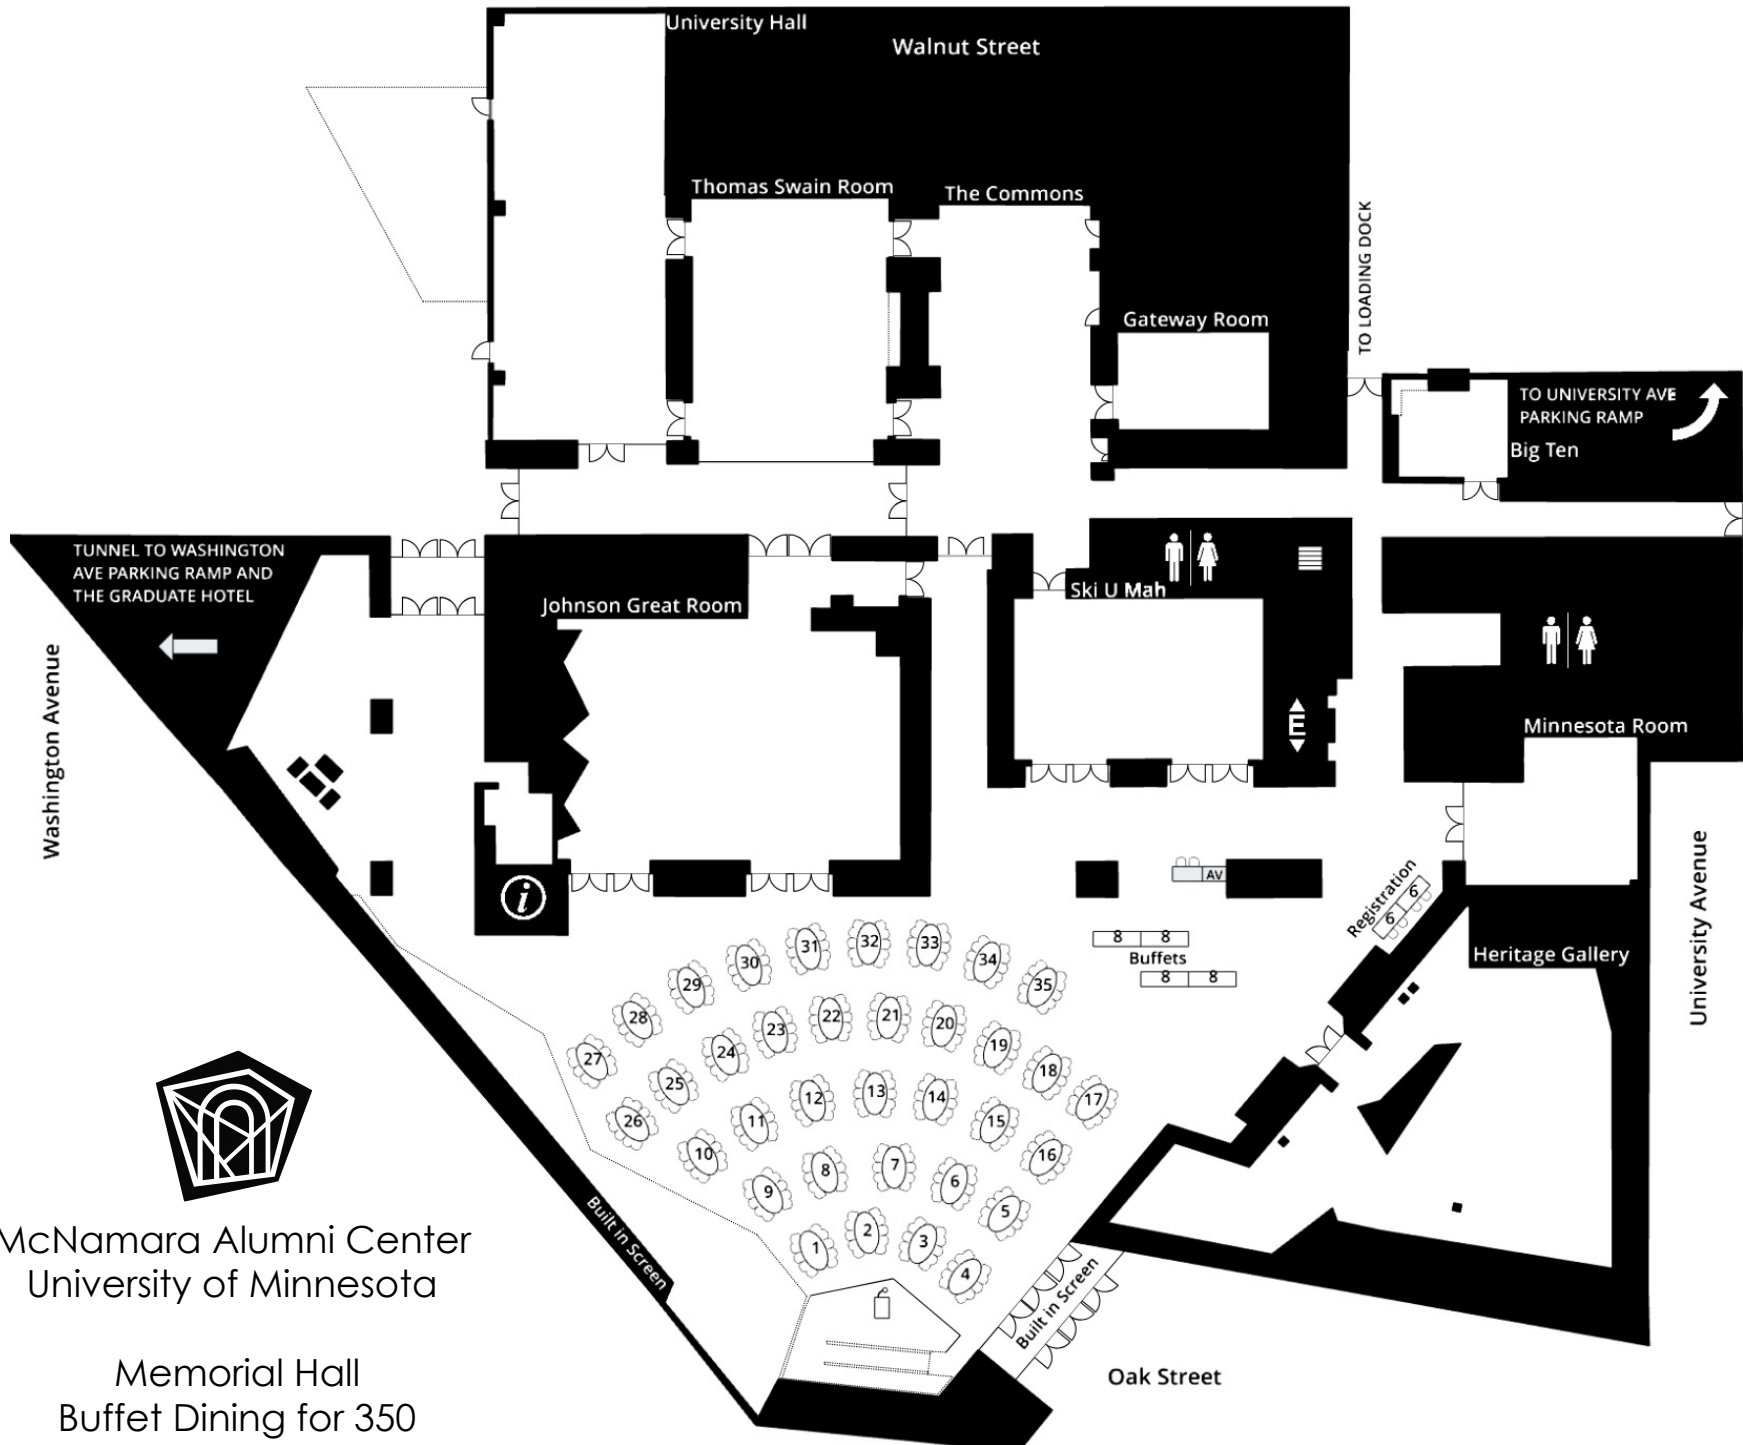 University Hall
Walnut Street
Thomas Swain Room
The Commons
TO LOADING DOCK
Gateway Room
TO UNIVERSITY AVE
PARKING RAMP
Big Ten
TUNNEL TO WASHINGTON
AVE PARKING RAMP AND
THE GRADUATE HOTEL
Johnson Great Room
Ski U Mah
E
Washington Avenue
Minnesota Room
University Avenue
i
AV
Registration
6 6
8 8
Buffets
8 8
Heritage Gallery
31 32 33
30 34
29 35
28
27
22 21 20
23 19
24 18
25 17
26
12 13 14
11 15
10 16
8 7 6
9 5
1 2 3 4
Built in Screen
Built in Screen
Oak Street
McNamara Alumni Center
University of Minnesota
Memorial Hall
Buffet Dining for 350